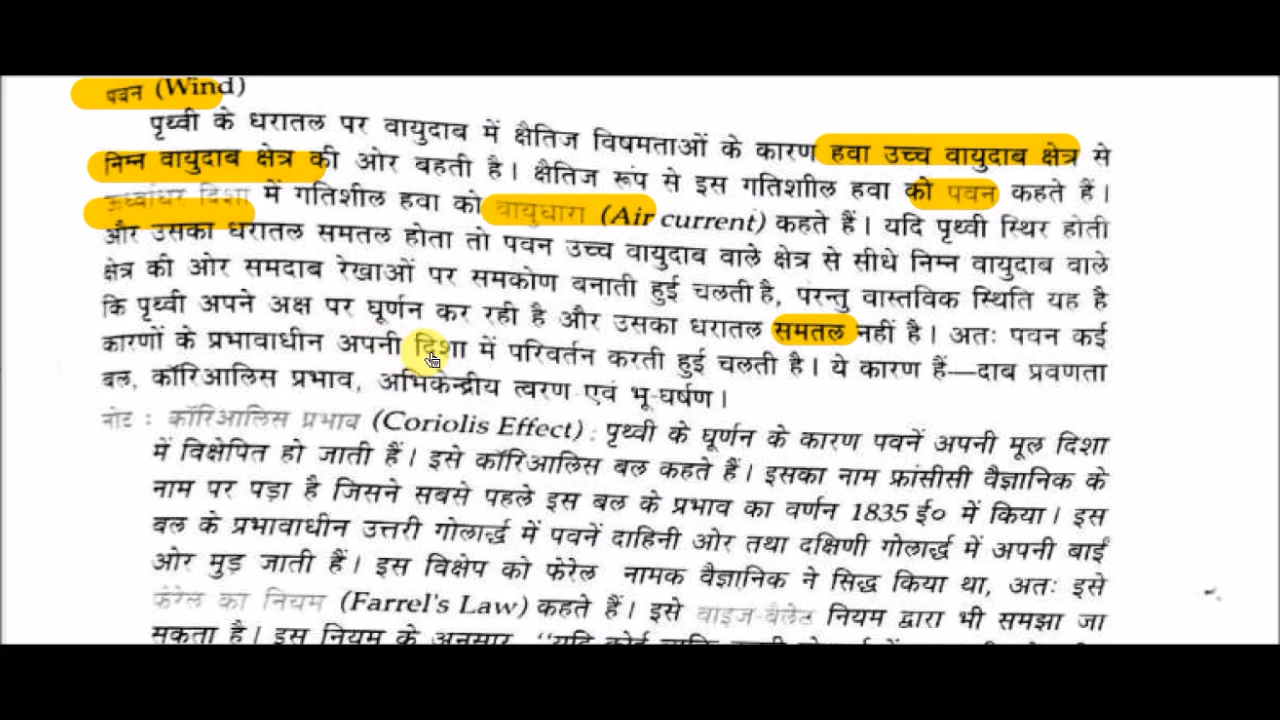 पवन (Wind)
पृथ्वी के धरातल पर वायुदाब में क्षैतिज विषमताओं के कारण हवा उच्च वायुदाब क्षेत्र से
निम्न वायुदाब क्षेत्र की ओर बहती है। क्षैतिज रूप से इस गतिशील हवा को पवन कहते हैं।
ऊर्ध्वाधर दिशा में गतिशील हवा को वायुधारा (Air current) कहते हैं। यदि पृथ्वी स्थिर होती
और उसका धरातल समतल होता तो पवन उच्च वायुदाब वाले क्षेत्र से सीधे निम्न वायुदाब वाले
क्षेत्र की ओर समदाब रेखाओं पर समकोण बनाती हुई चलती है, परन्तु वास्तविक स्थिति यह है
कि पृथ्वी अपने अक्ष पर घूर्णन कर रही है और उसका धरातल समतल नहीं है। अतः पवन कई
कारणों के प्रभावाधीन अपनी दिशा में परिवर्तन करती हुई चलती है। ये कारण हैं—दाब प्रवणता
बल, कॉरिआलिस प्रभाव, अभिकेन्द्रीय त्वरण एवं भू-घर्षण।
नोट : कॉरिआलिस प्रभाव (Coriolis Effect) : पृथ्वी के घूर्णन के कारण पवनें अपनी मूल दिशा
में विक्षेपित हो जाती हैं। इसे कॉरिआलिस बल कहते हैं। इसका नाम फ्रांसीसी वैज्ञानिक के
नाम पर पड़ा है जिसने सबसे पहले इस बल के प्रभाव का वर्णन 1835 ई० में किया। इस
बल के प्रभावाधीन उत्तरी गोलार्द्ध में पवनें दाहिनी ओर तथा दक्षिणी गोलार्द्ध में अपनी बाईं
ओर मुड़ जाती हैं। इस विक्षेप को फेरेल नामक वैज्ञानिक ने सिद्ध किया था, अतः इसे
फेरेल का नियम (Farrel's Law) कहते हैं। इसे वाइज-बैलेट नियम द्वारा भी समझा जा
सकता है। इस नियम के अनुसार, "यदि कोई